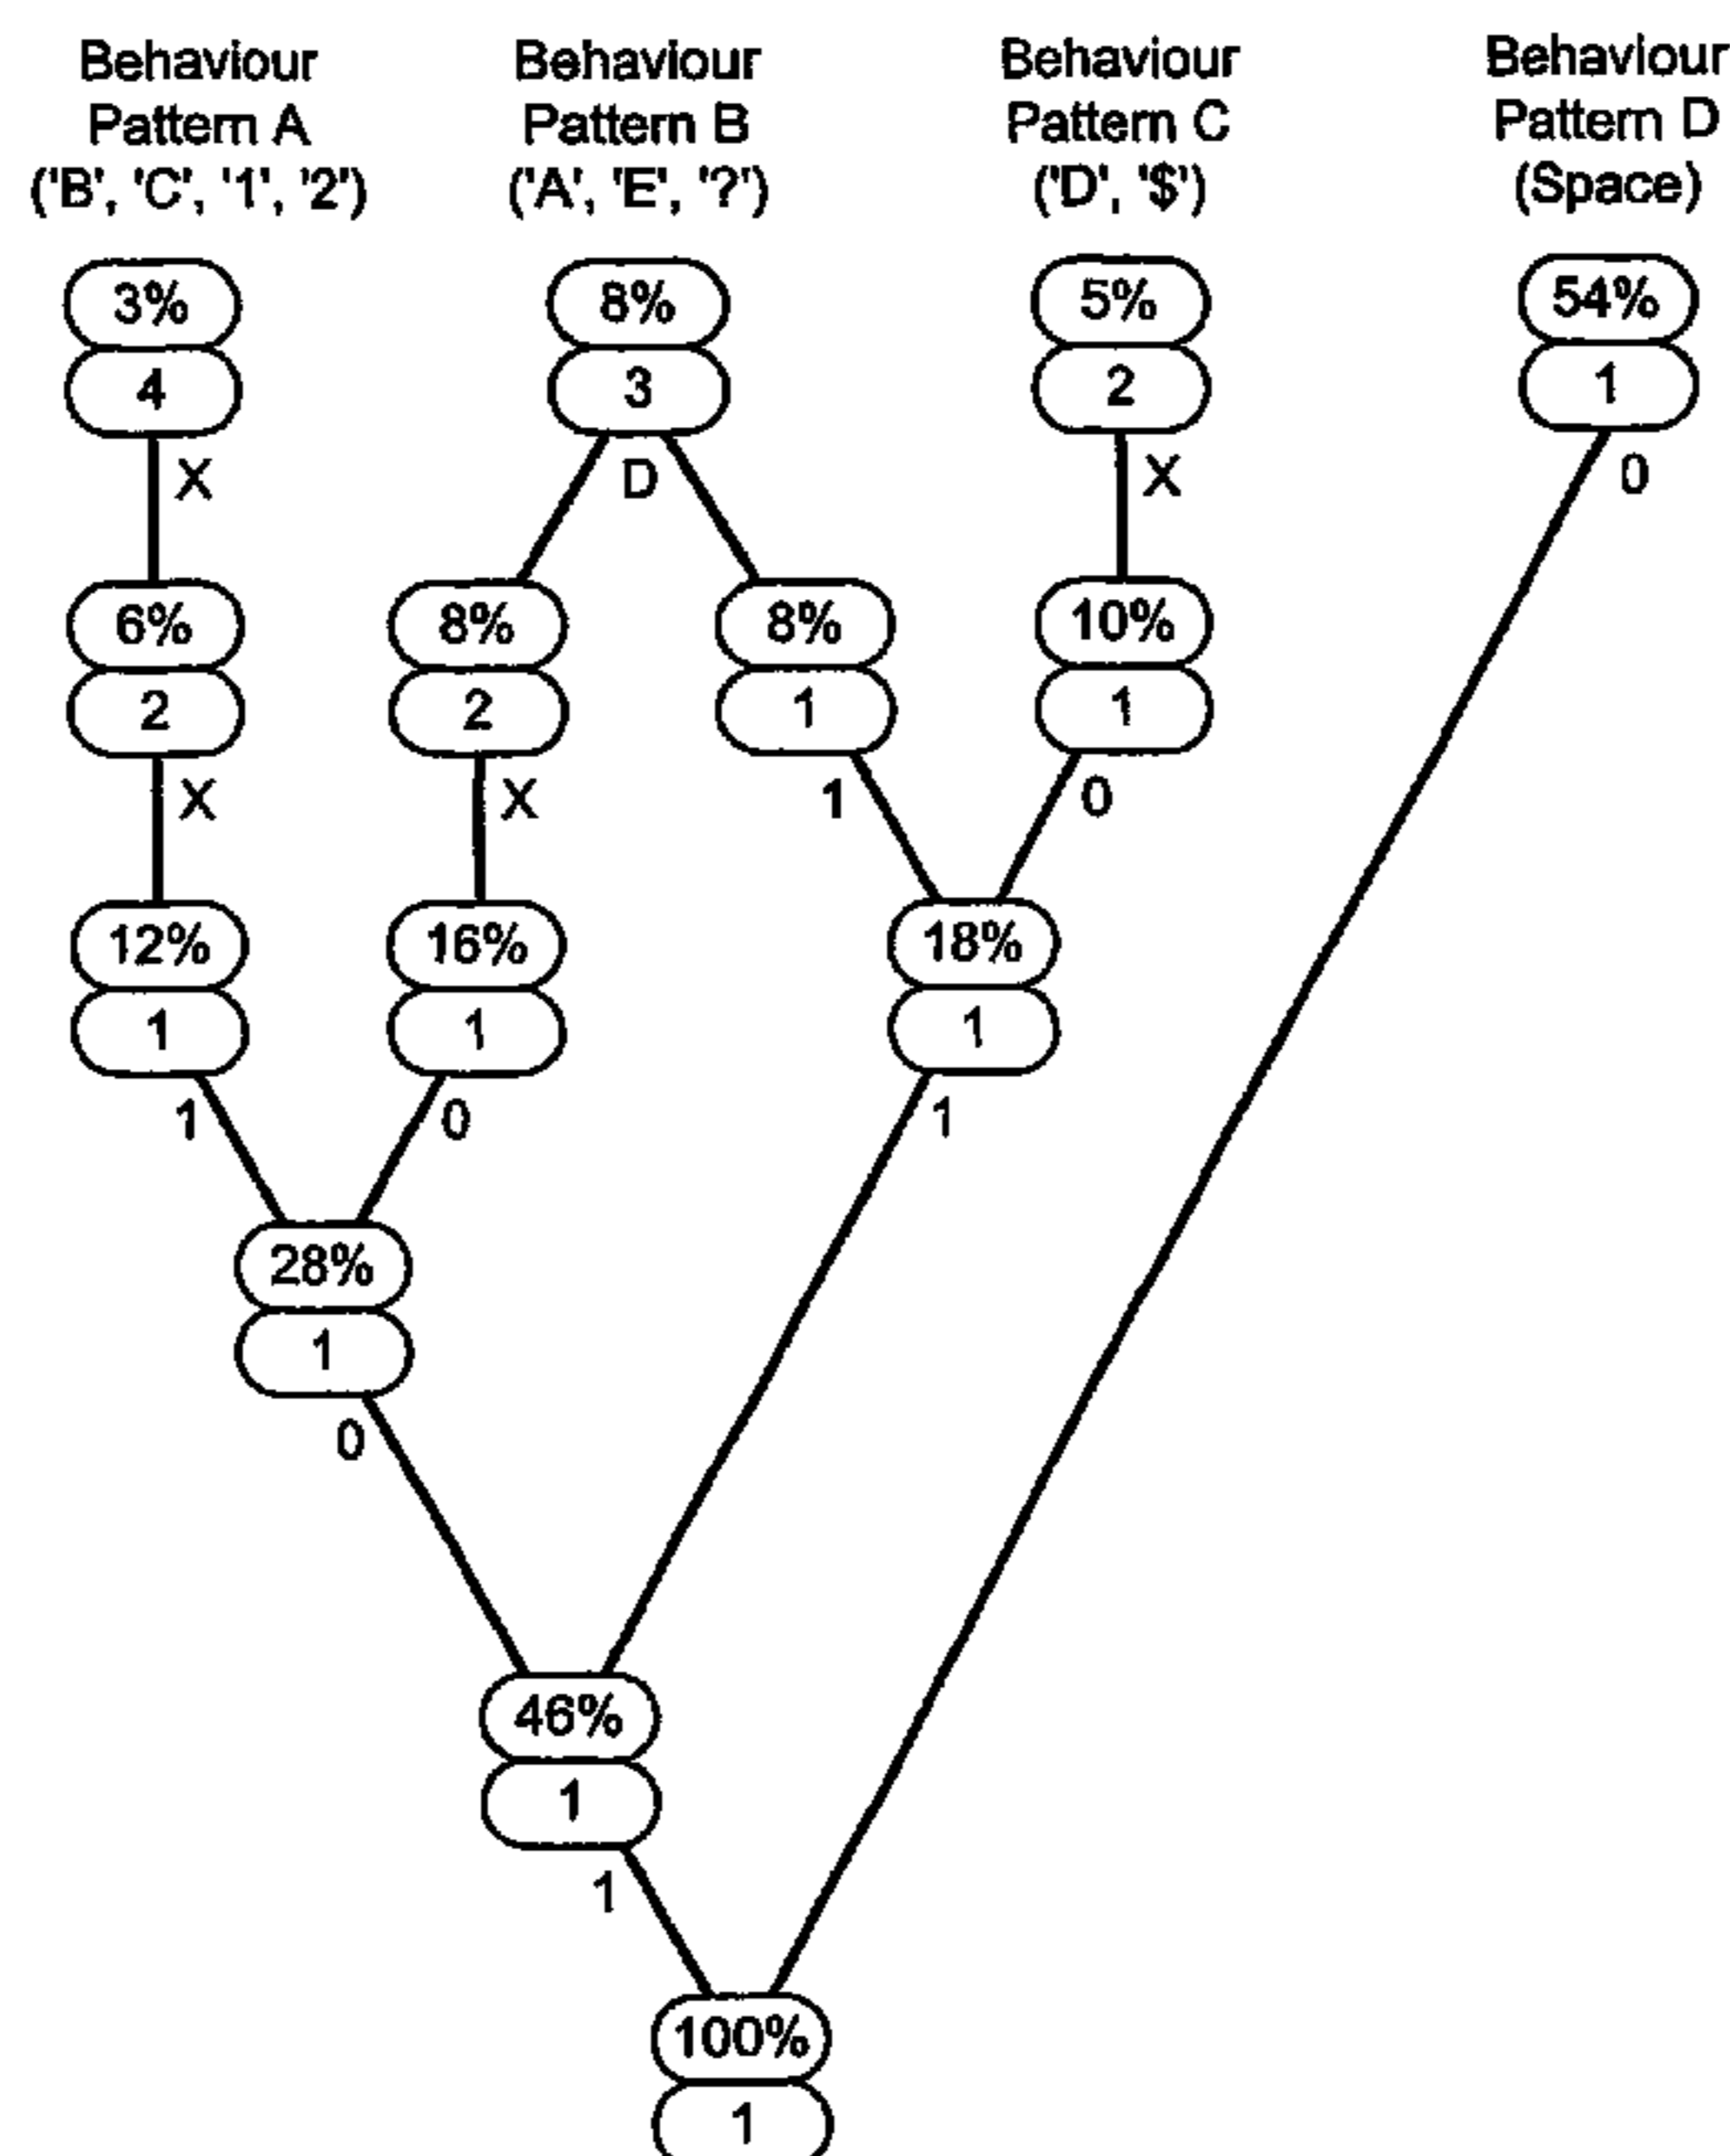 Behaviour Pattern A ('B', 'C', '1', '2')
Behaviour Pattern B ('A', 'E', '?')
Behaviour Pattern C ('D', '$')
Behaviour Pattern D (Space)
3% 8% 5% 54%
4 3 2 1
X D X 0
6% 8% 8% 10%
2 2 1 1
X X 1 0
12% 16% 18%
1 1 1
1 0 1
28%
1
0
46%
1
1
100%
1